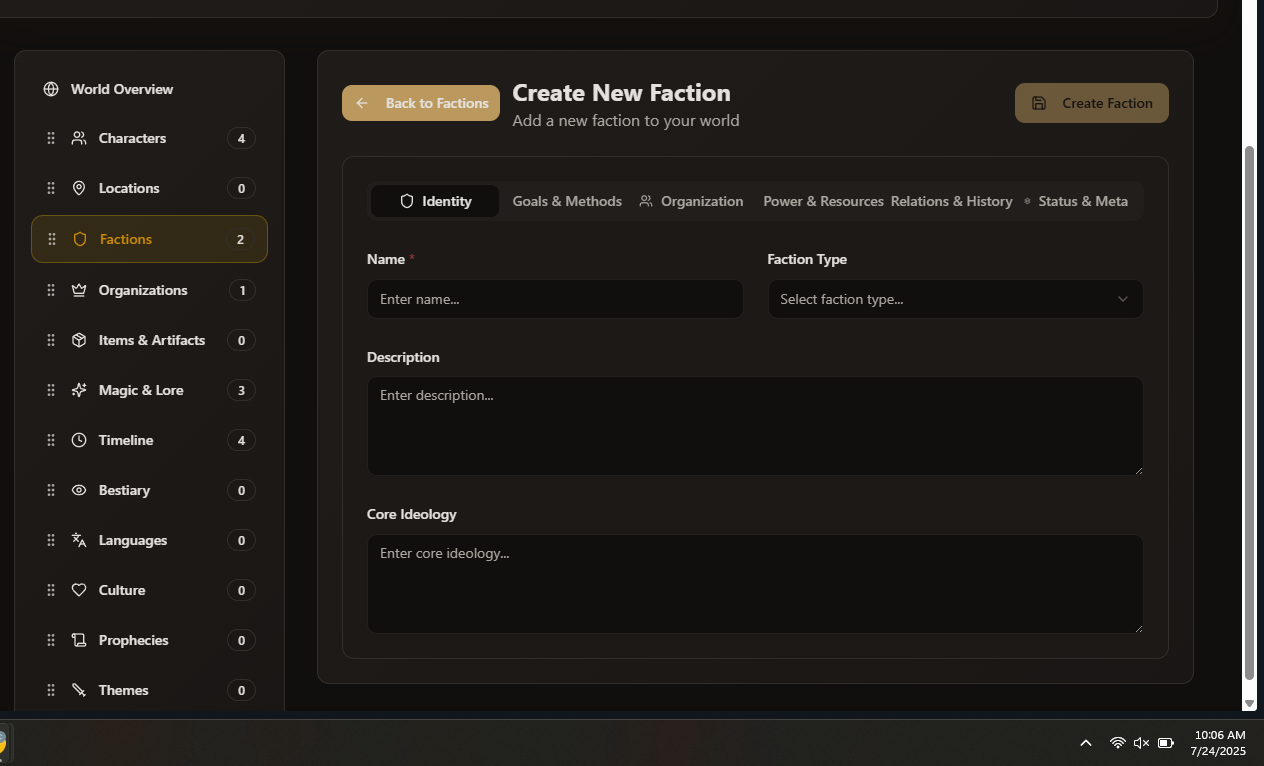 World Overview
Characters 4
Locations 0
Factions 2
Organizations 1
Items & Artifacts 0
Magic & Lore 3
Timeline 4
Bestiary 0
Languages 0
Culture 0
Prophecies 0
Themes 0
Back to Factions
Create New Faction
Add a new faction to your world
Create Faction
Identity Goals & Methods Organization Power & Resources Relations & History Status & Meta
Name *
Enter name...
Faction Type
Select faction type...
Description
Enter description...
Core Ideology
Enter core ideology...
10:06 AM
7/24/2025